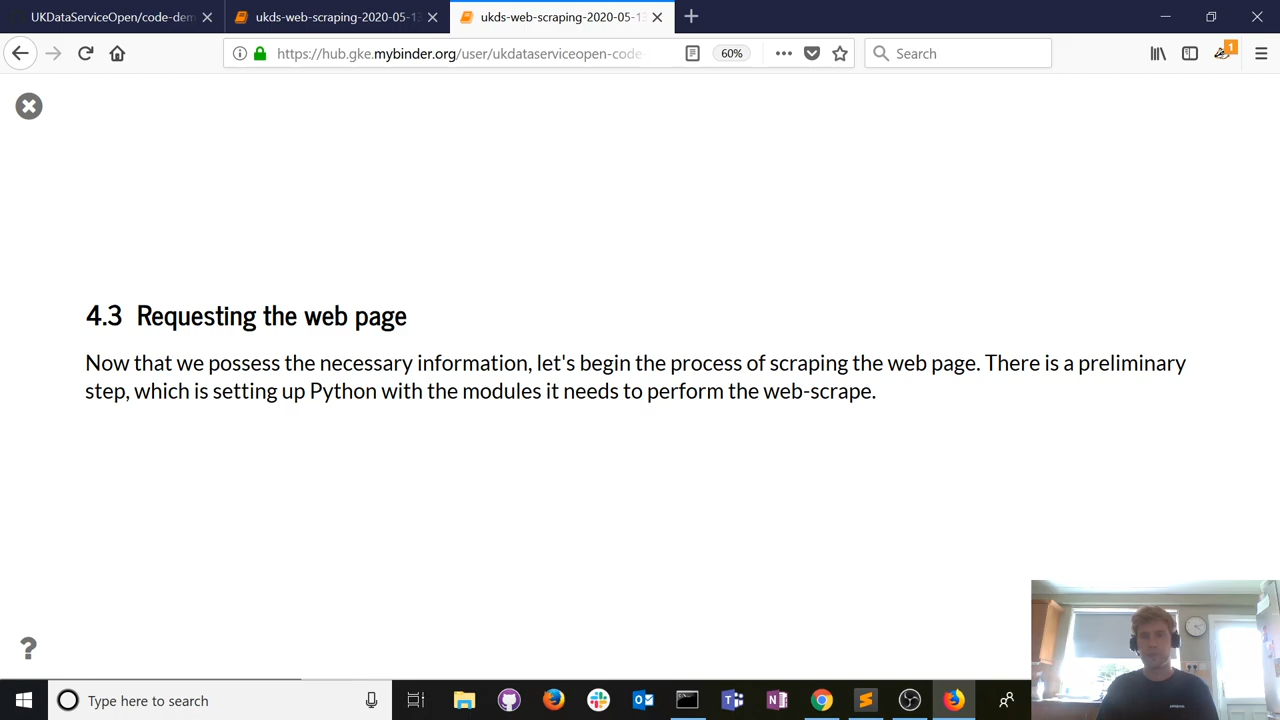 UKDataServiceOpen/code-dem
ukds-web-scraping-2020-05-13
ukds-web-scraping-2020-05-13
https://hub.gke.mybinder.org/user/ukdataserviceopen-code-
60%
Search
1
4.3 Requesting the web page
Now that we possess the necessary information, let's begin the process of scraping the web page. There is a preliminary
step, which is setting up Python with the modules it needs to perform the web-scrape.
?
Type here to search